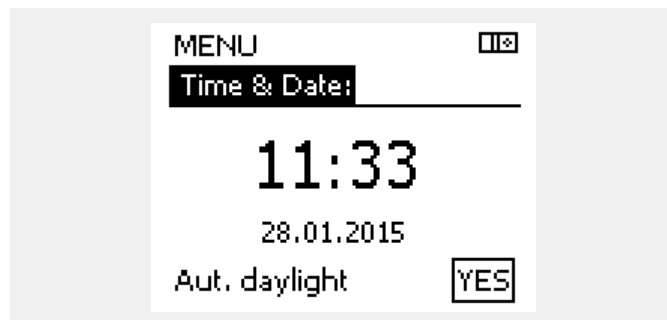 MENU
Time & Date:
11:33
28.01.2015
Aut. daylight YES